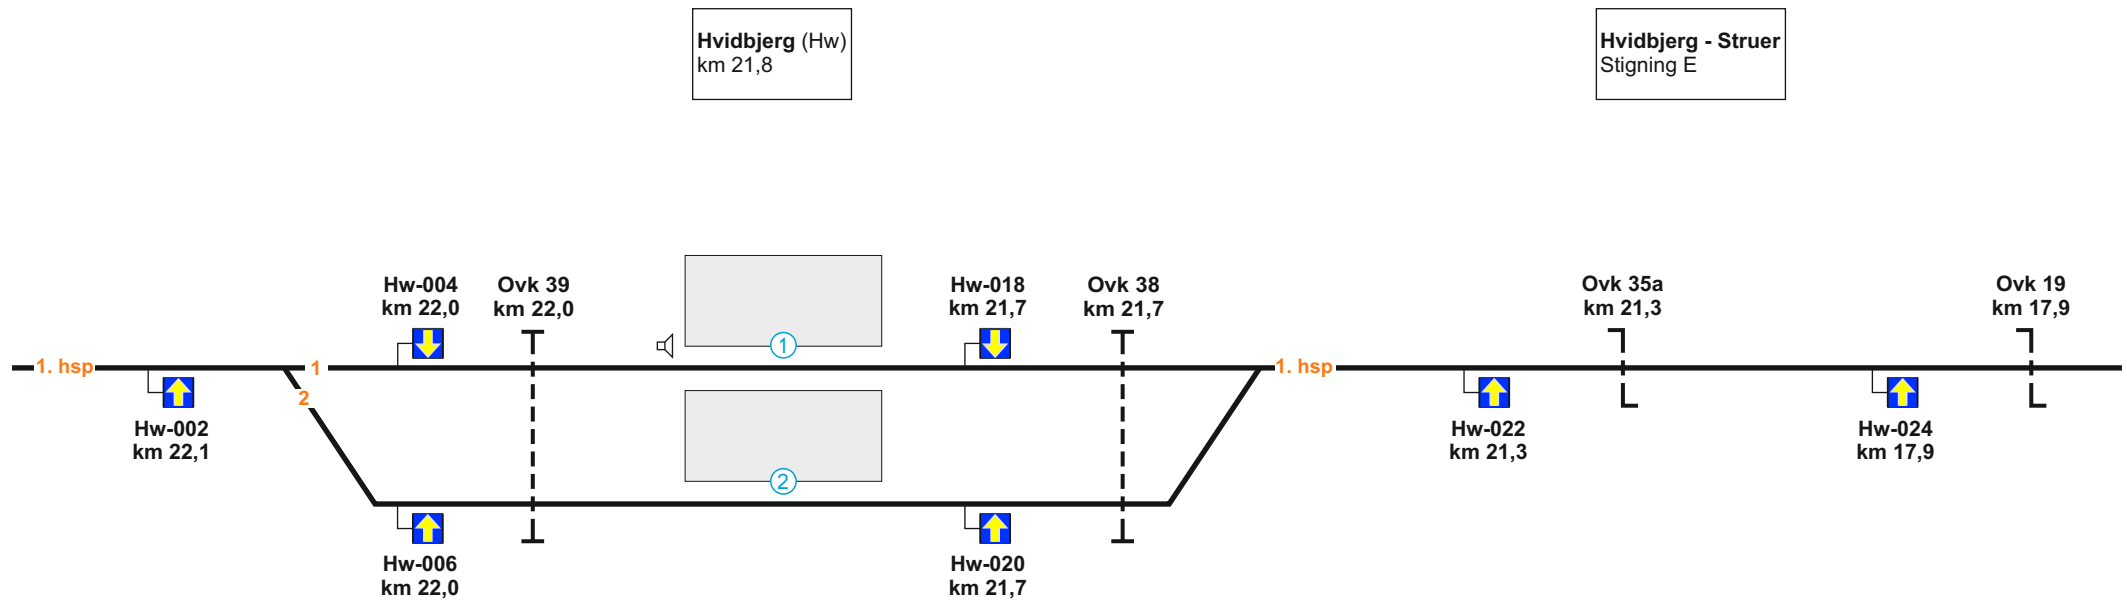 Hvidbjerg (Hw)
km 21,8
Hvidbjerg - Struer
Stigning E
Hw-004
km 22,0
Ovk 39
km 22,0
Hw-018
km 21,7
Ovk 38
km 21,7
Ovk 35a
km 21,3
Ovk 19
km 17,9
1
1. hsp
1
1. hsp
2
Hw-002
km 22,1
Hw-022
km 21,3
Hw-024
km 17,9
2
Hw-006
km 22,0
Hw-020
km 21,7